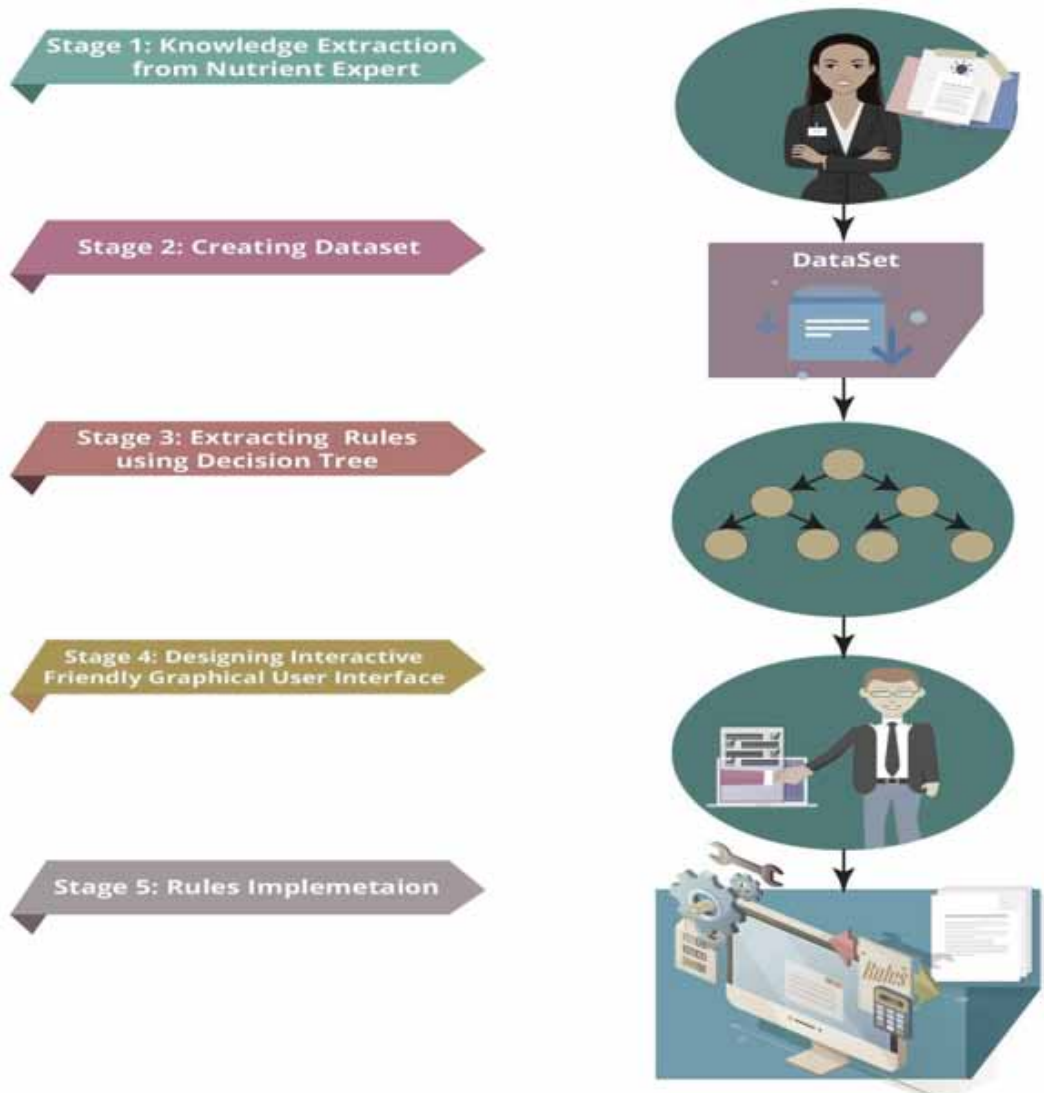 Stage 1: Knowledge Extraction
from Nutrient Expert
Stage 2: Creating Dataset
DataSet
Stage 3: Extracting Rules
using Decision Tree
Stage 4: Designing Interactive
Friendly Graphical User Interface
Stage 5: Rules Implemetaion
Rules